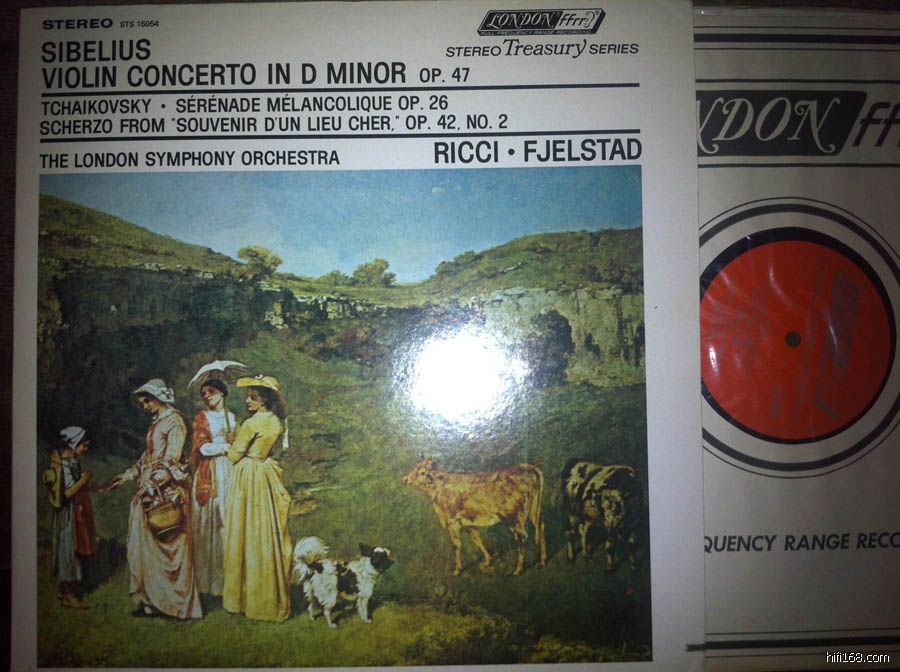 STEREO STS 15054
LONDON ffrr
FULL FREQUENCY RANGE RECORDING
STEREO Treasury SERIES
SIBELIUS
VIOLIN CONCERTO IN D MINOR OP. 47
TCHAIKOVSKY • SÉRÉNADE MÉLANCOLIQUE OP. 26
SCHERZO FROM "SOUVENIR D'UN LIEU CHER," OP. 42, NO. 2
THE LONDON SYMPHONY ORCHESTRA
RICCI • FJELSTAD
NDON ffr
QUENCY RANGE RECO
hifi168.com